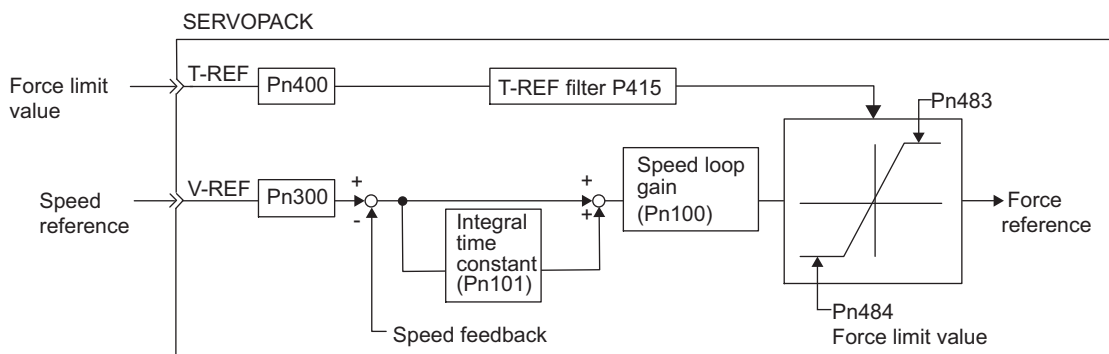 SERVOPACK
Force limit
value
T-REF
Pn400
T-REF filter P415
Pn483
Speed
reference
V-REF
Pn300
+
-
Integral
time
constant
(Pn101)
+
+
Speed loop
gain
(Pn100)
Force
reference
Speed feedback
Pn484
Force limit value